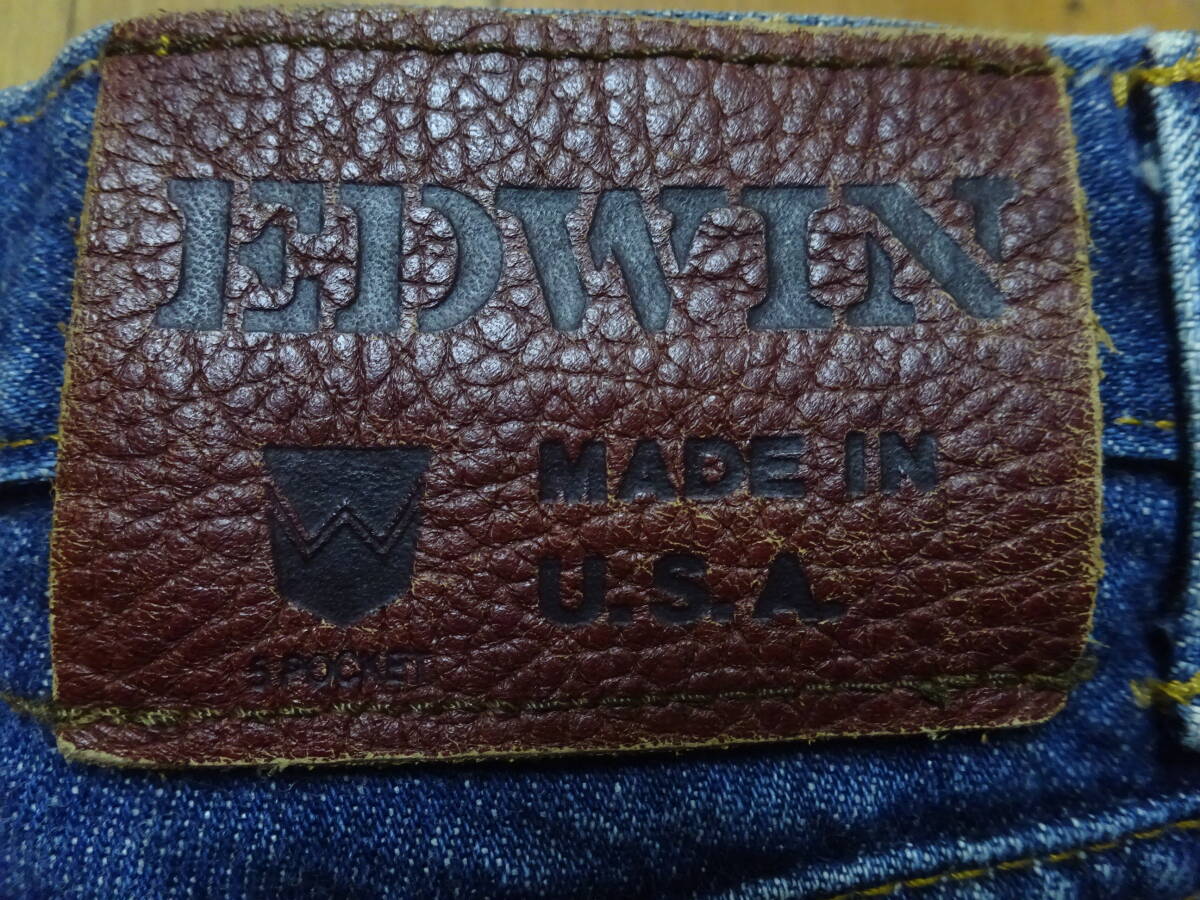 EDWIN
W
MADE IN
U.S.A.
5 POCKET